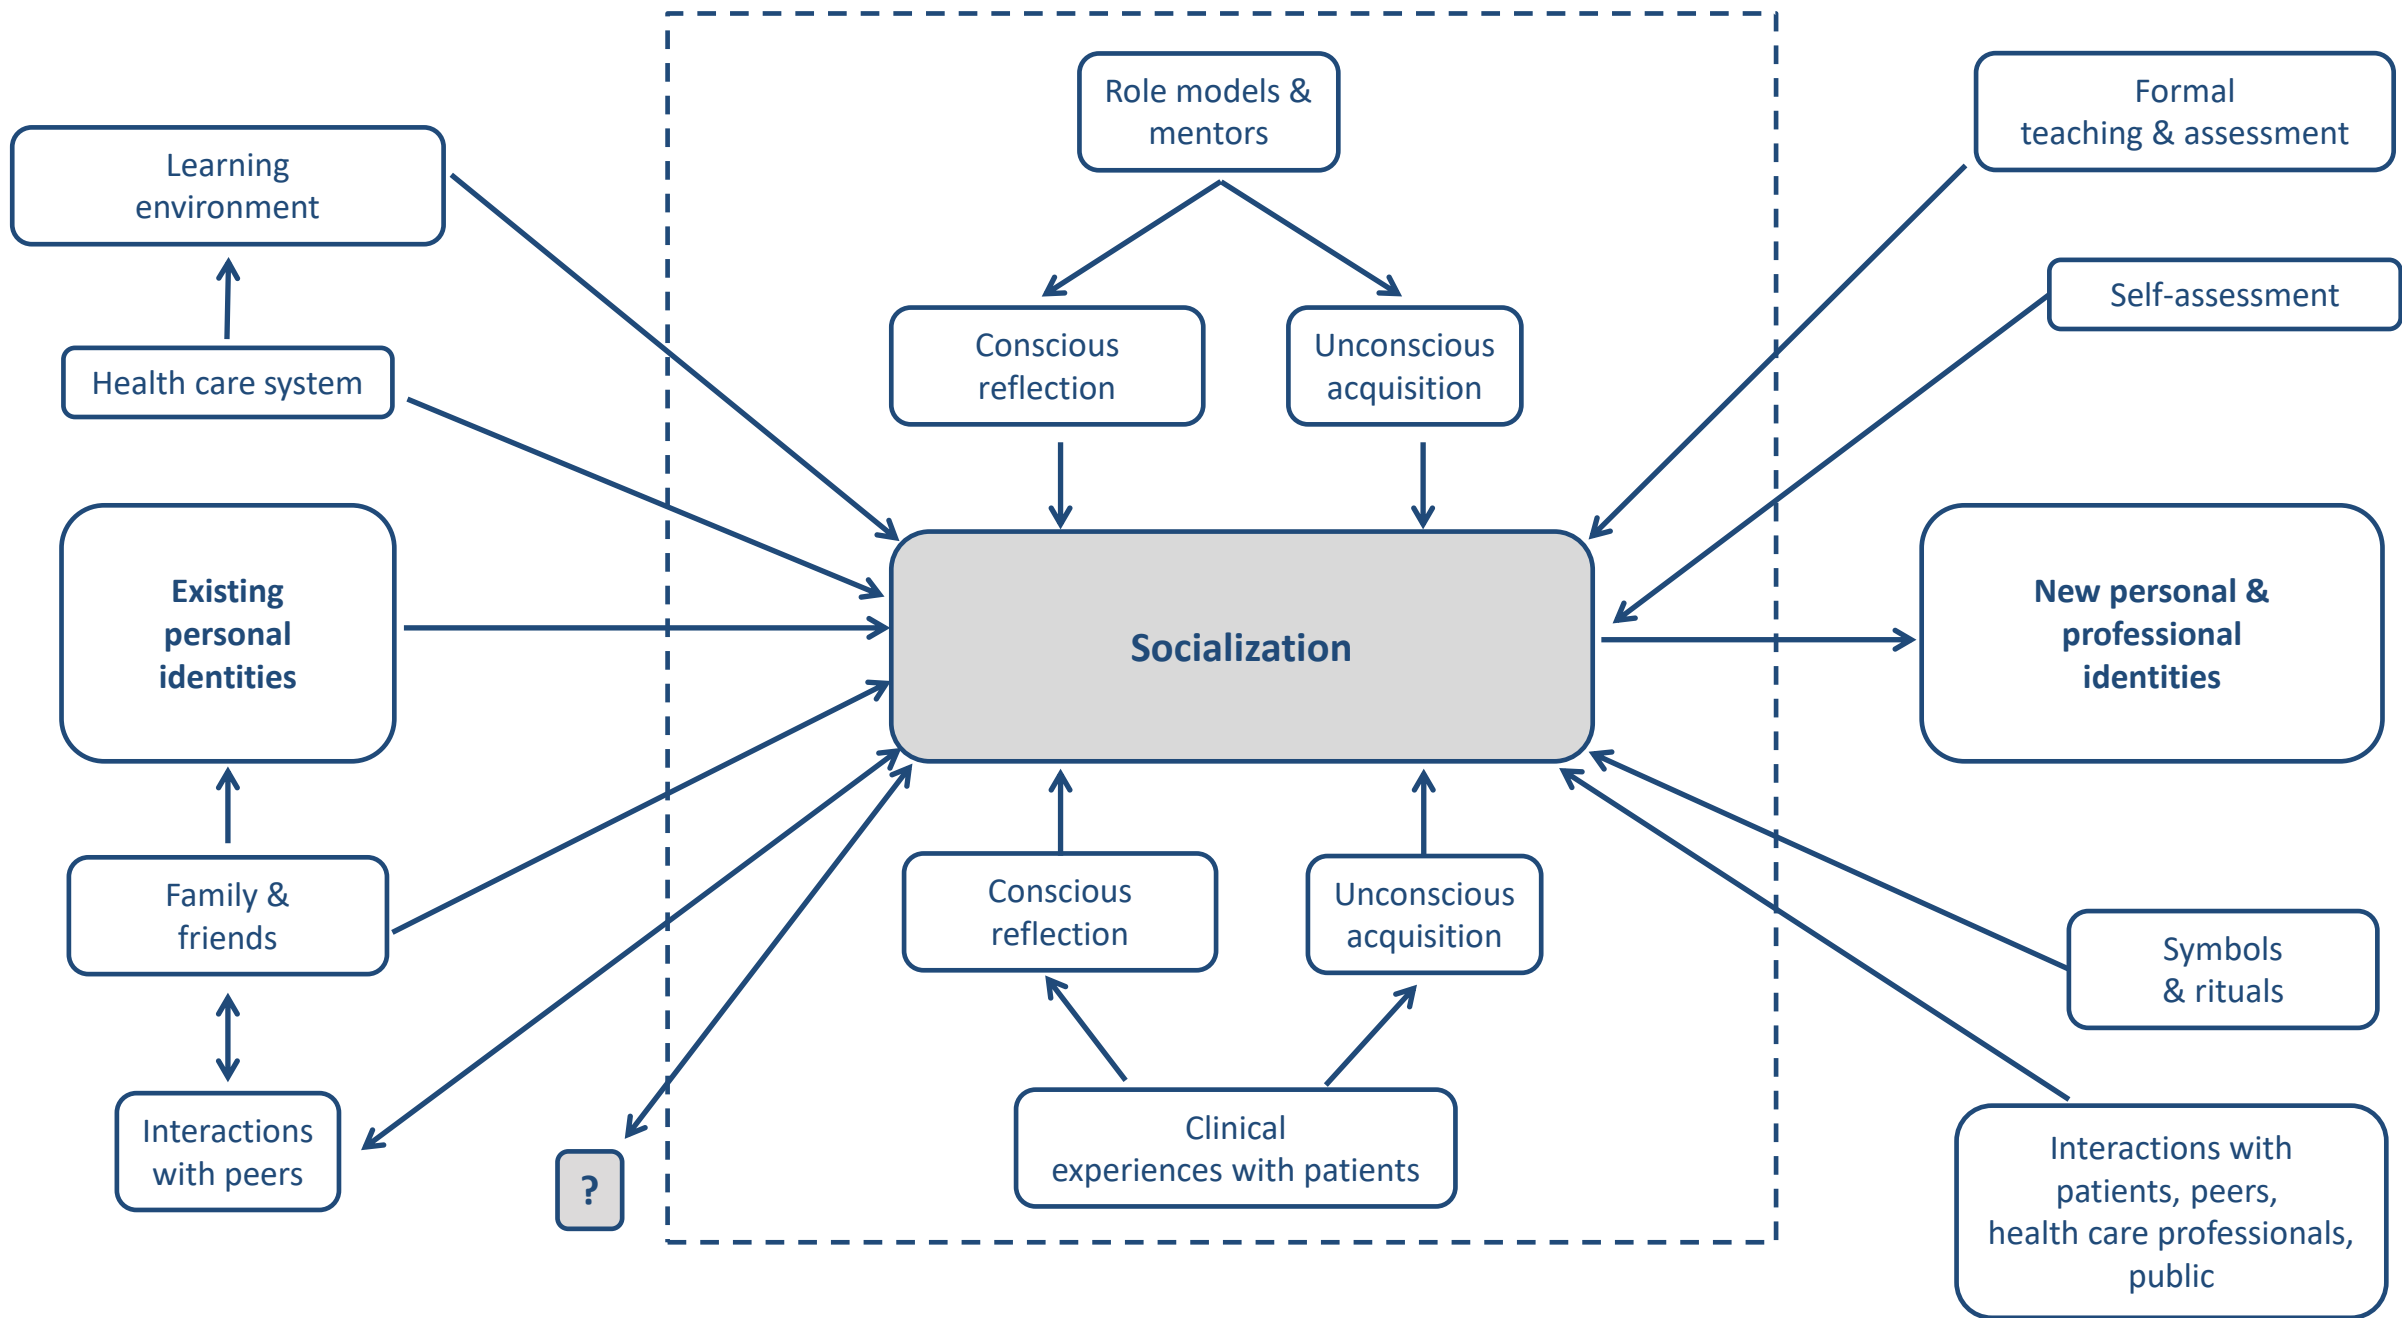 Role models &
mentors
Formal
teaching & assessment
Learning
environment
Self-assessment
Conscious
reflection
Unconscious
acquisition
Health care system
Existing
personal
identities
Socialization
New personal &
professional
identities
Family &
friends
Conscious
reflection
Unconscious
acquisition
Symbols
& rituals
Interactions
with peers
?
Clinical
experiences with patients
Interactions with
patients, peers,
health care professionals,
public